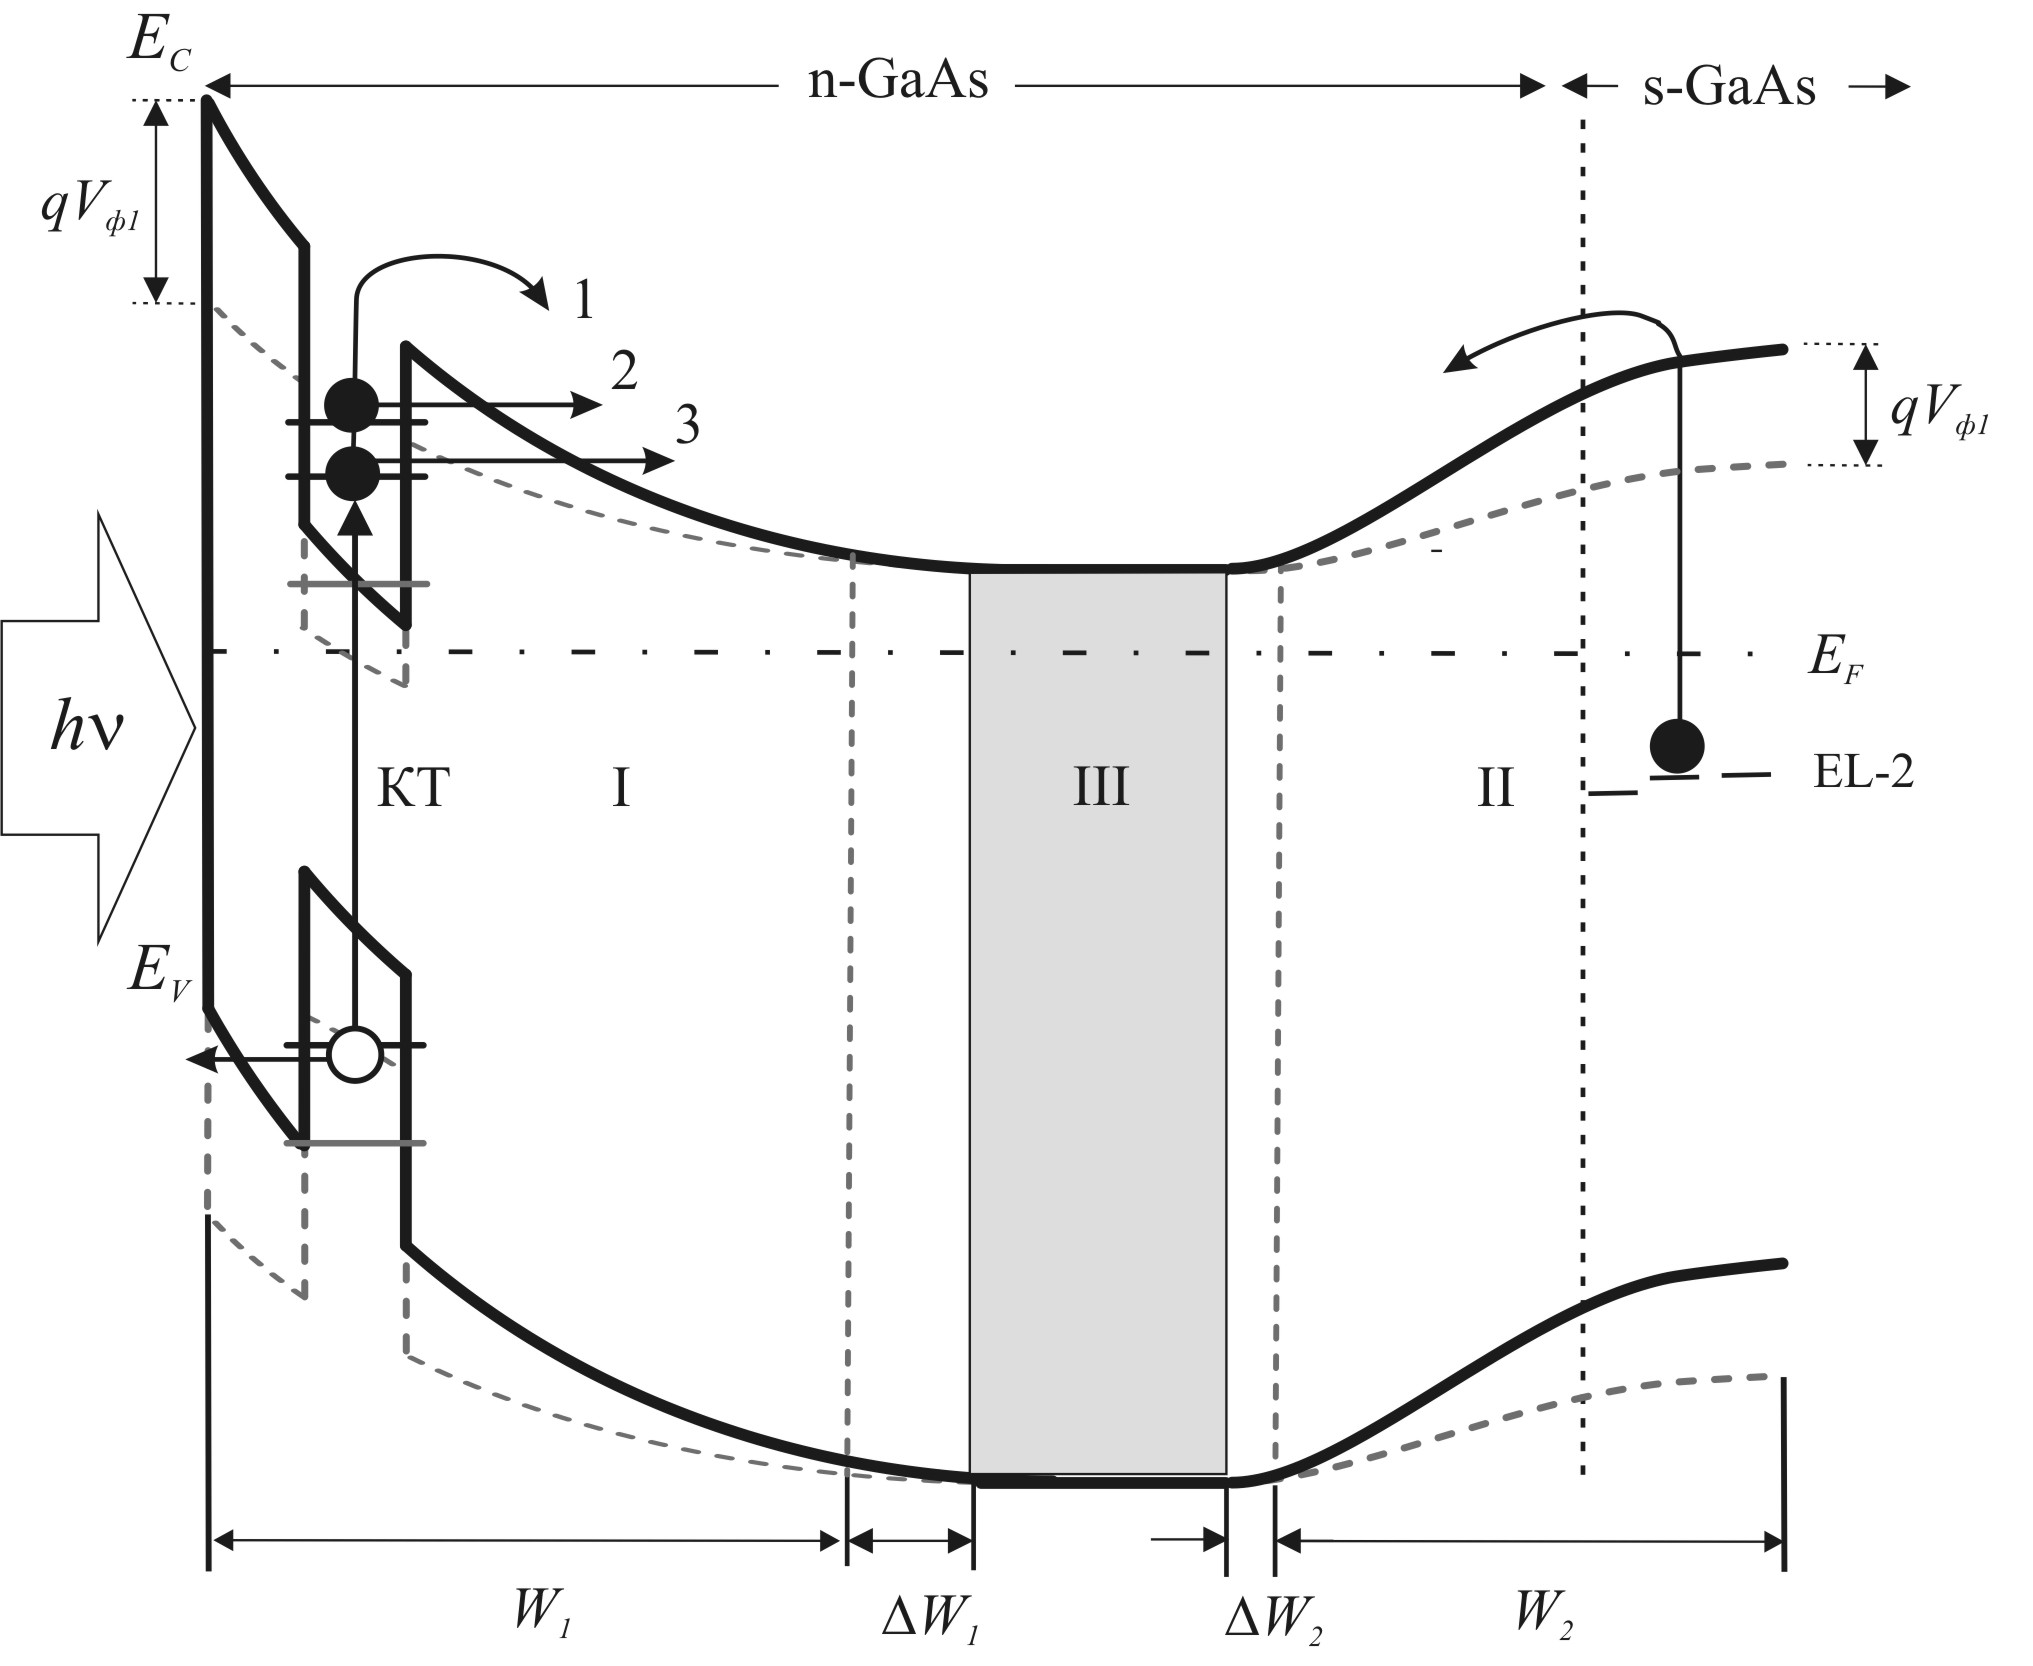 E_C
n-GaAs
s-GaAs
qV_ф1
1
2
3
qV_ф1
-
E_F
hν
КТ
I
III
II
EL-2
E_V
W_1
ΔW_1
ΔW_2
W_2